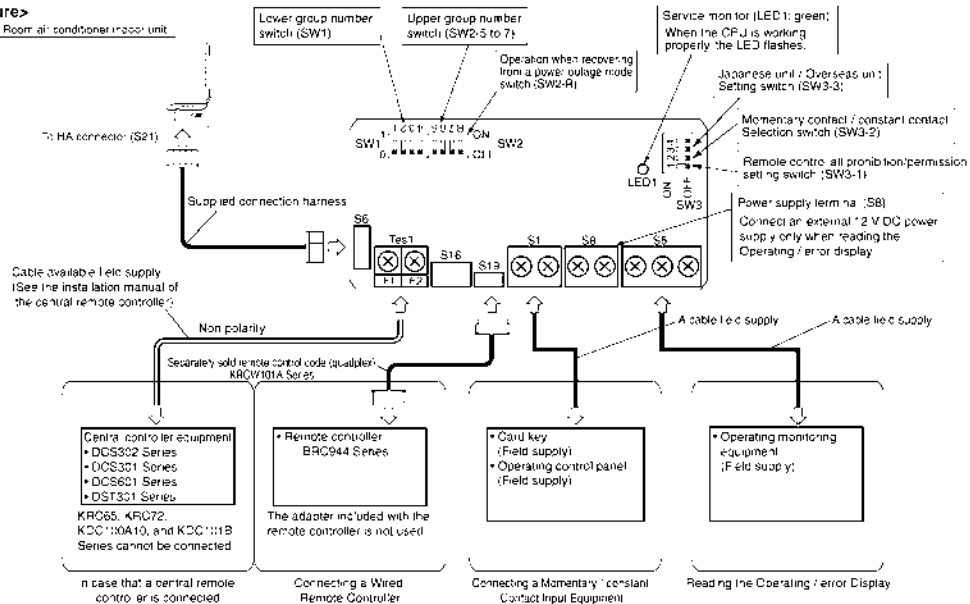 ure>
Room air conditioner indoor unit
Lower group number
switch (SW1)
Upper group number
switch (SW2-5 to 7)
Operation when recovering
from a power outage mode
switch (SW2-8)
Service monitor (LED1: green)
When the CPU is working
properly the LED flashes.
Japanese unit / Overseas unit
Setting switch (SW3-3)
Momentary contact / constant contact
Selection switch (SW3-2)
Remote control all prohibition/permission
setting switch (SW3-1)
Power supply terminal (S8)
Connect an external 12 V DC power
supply only when reading the
Operating / error display
To HA connector (S21)
SW1
SW2
ON
LED1
1234
ON
OFF
SW3
Supplied connection harness
S6
Test
F1 F2
S16
S19
S1
S8
S5
Cable available field supply
(See the installation manual of
the central remote controller)
Non polarity
Separately sold remote control code (quadplex)
KRCW101A Series
A cable field supply
A cable field supply
Central controller equipment
• DCS302 Series
• DCS301 Series
• DCS601 Series
• DST301 Series
KRC65, KRC72,
KDC100A10, and KDC101B
Series cannot be connected
• Remote controller
BRC944 Series
The adapter included with the
remote controller is not used
• Card key
(Field supply)
• Operating control panel
(Field supply)
• Operating monitoring
equipment
(Field supply)
In case that a central remote
controller is connected
Connecting a Wired
Remote Controller
Connecting a Momentary / constant
Contact Input Equipment
Reading the Operating / error Display